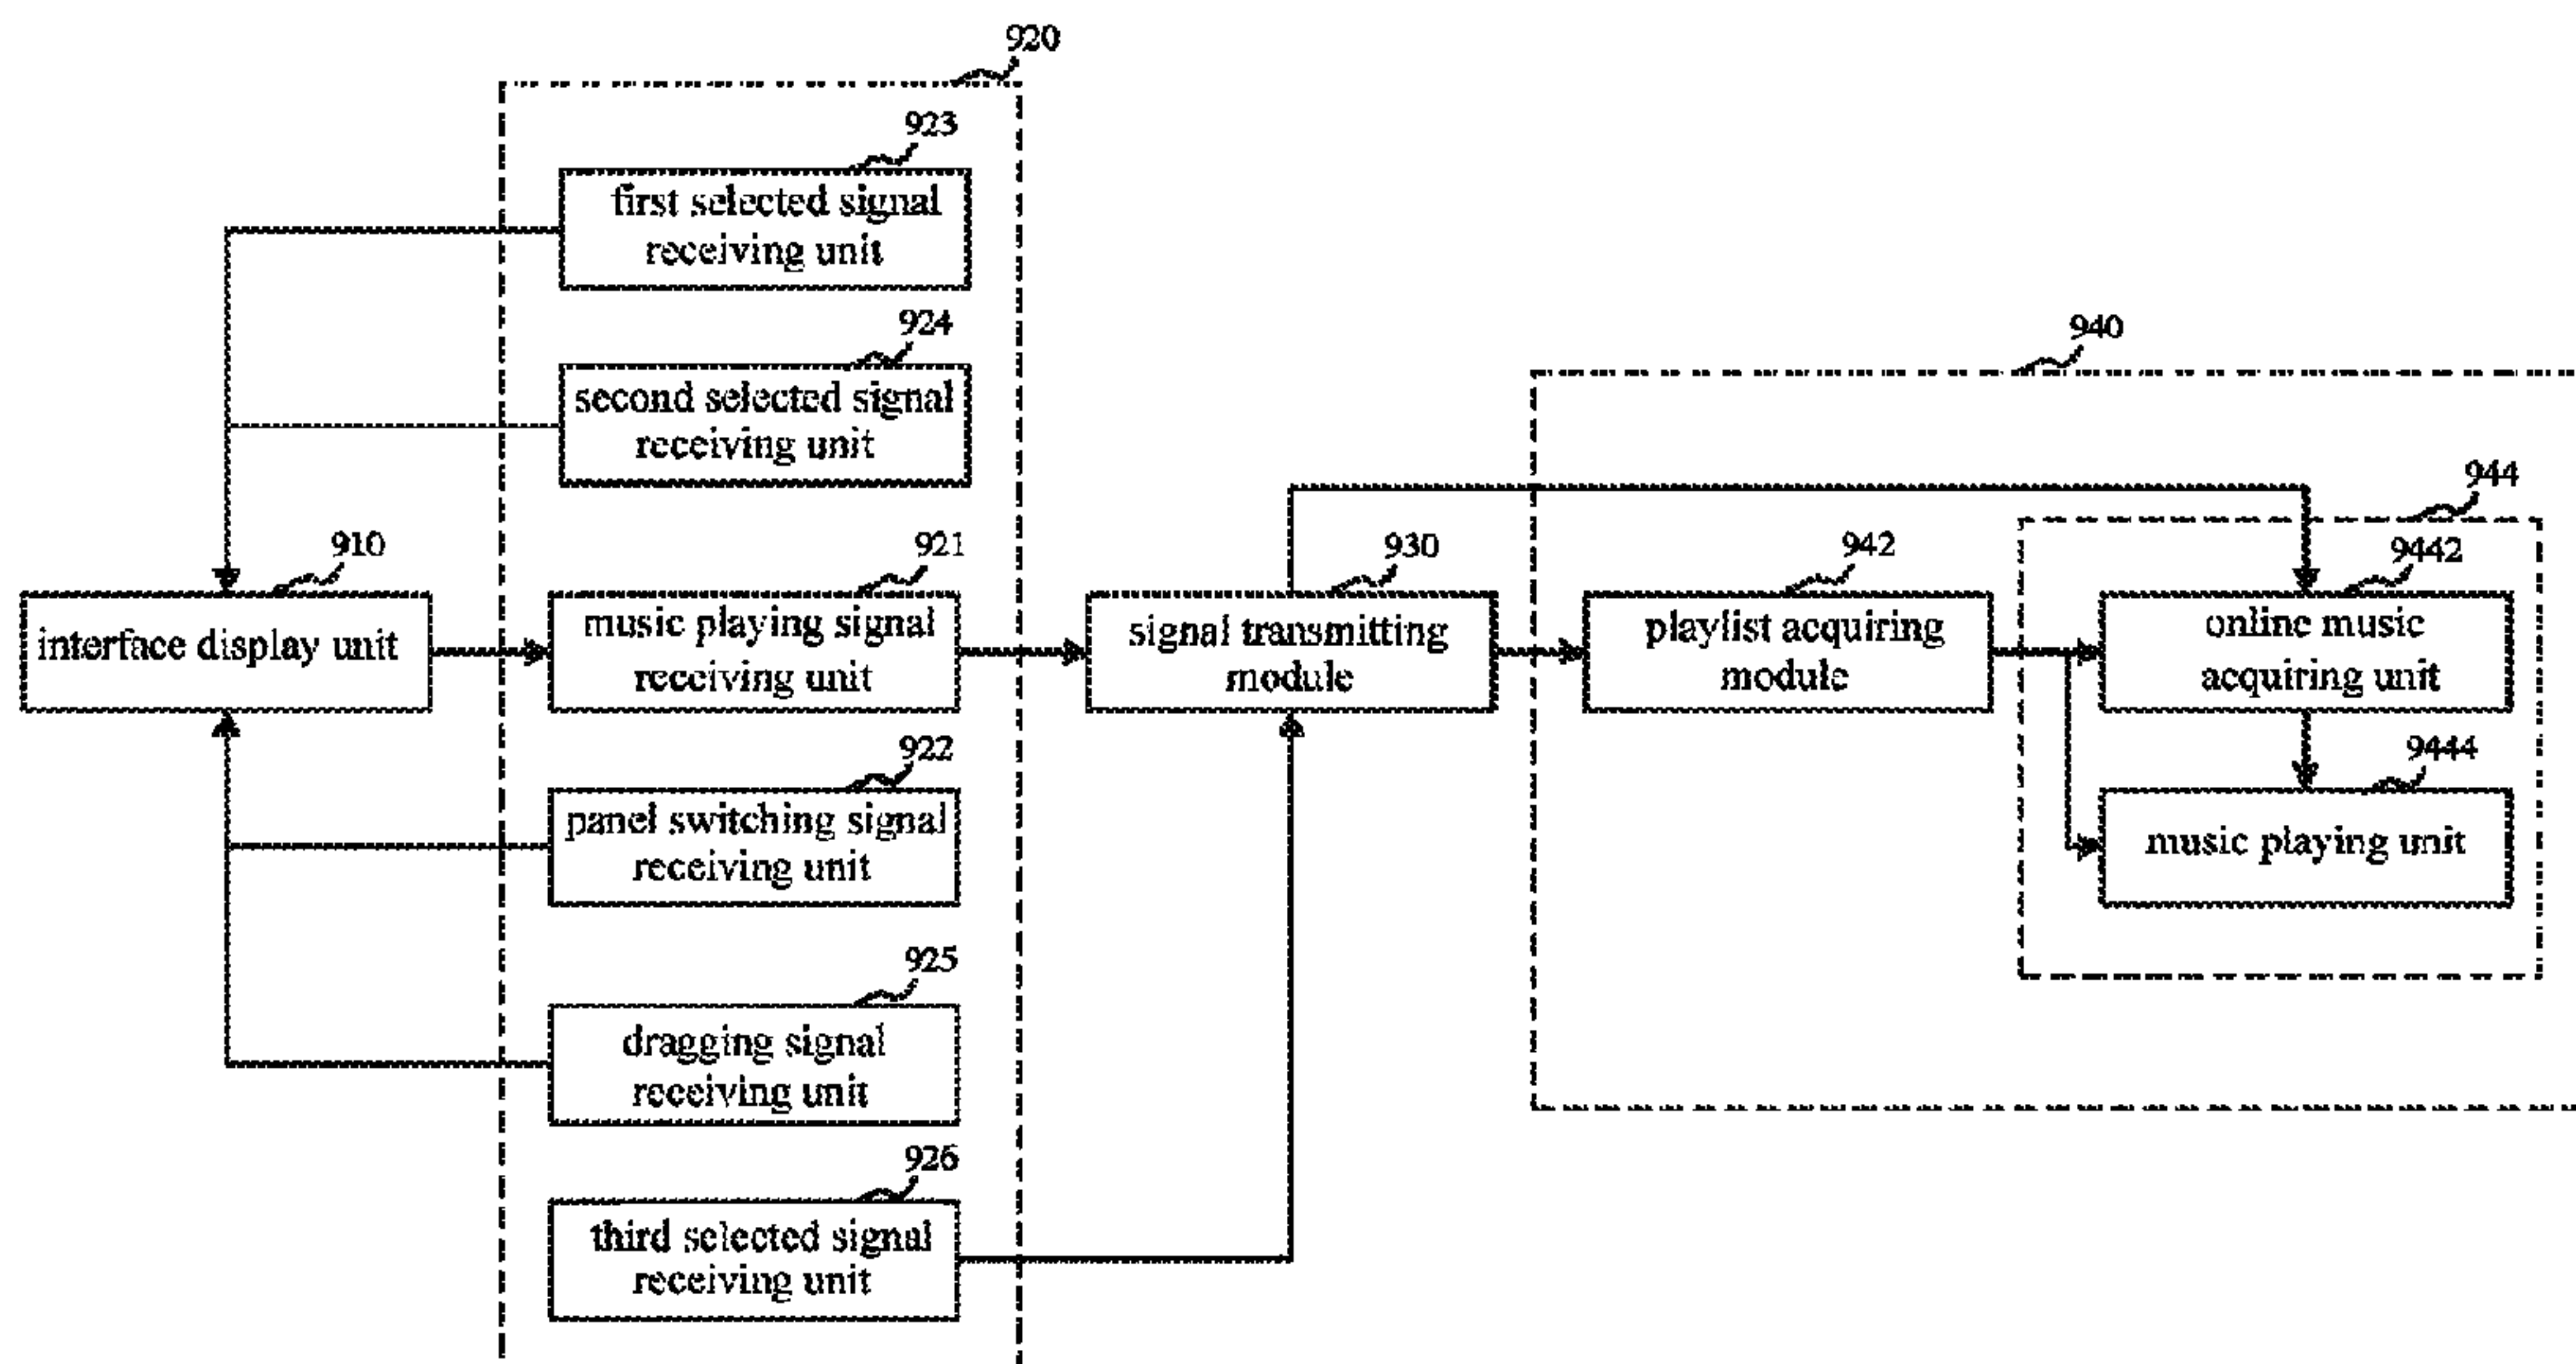 920
923
first selected signal
receiving unit
924
second selected signal
receiving unit
940
944
910
interface display unit
921
music playing signal
receiving unit
930
signal transmitting
module
942
playlist acquiring
module
9442
online music
acquiring unit
922
panel switching signal
receiving unit
9444
music playing unit
925
dragging signal
receiving unit
926
third selected signal
receiving unit